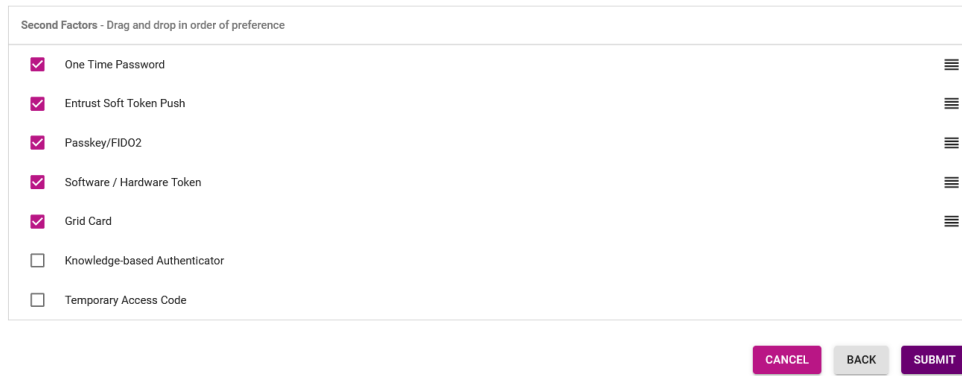 Second Factors - Drag and drop in order of preference
One Time Password
Entrust Soft Token Push
Passkey/FIDO2
Software / Hardware Token
Grid Card
Knowledge-based Authenticator
Temporary Access Code
CANCEL BACK SUBMIT